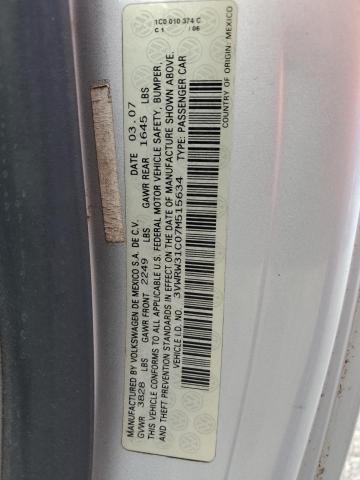 1C0 010 374 C
C 1 / 06
MANUFACTURED BY VOLKSWAGEN DE MEXICO S.A. DE C.V. DATE 03.07
GVWR 3828 LBS GAWR FRONT 2249 LBS GAWR REAR 1645 LBS
THIS VEHICLE CONFORMS TO ALL APPLICABLE U.S. FEDERAL MOTOR VEHICLE SAFETY, BUMPER,
AND THEFT PREVENTION STANDARDS IN EFFECT ON THE DATE OF MANUFACTURE SHOWN ABOVE.
VEHICLE I.D. NO. 3VWRW31C07M515634 TYPE: PASSENGER CAR
COUNTRY OF ORIGIN: MEXICO